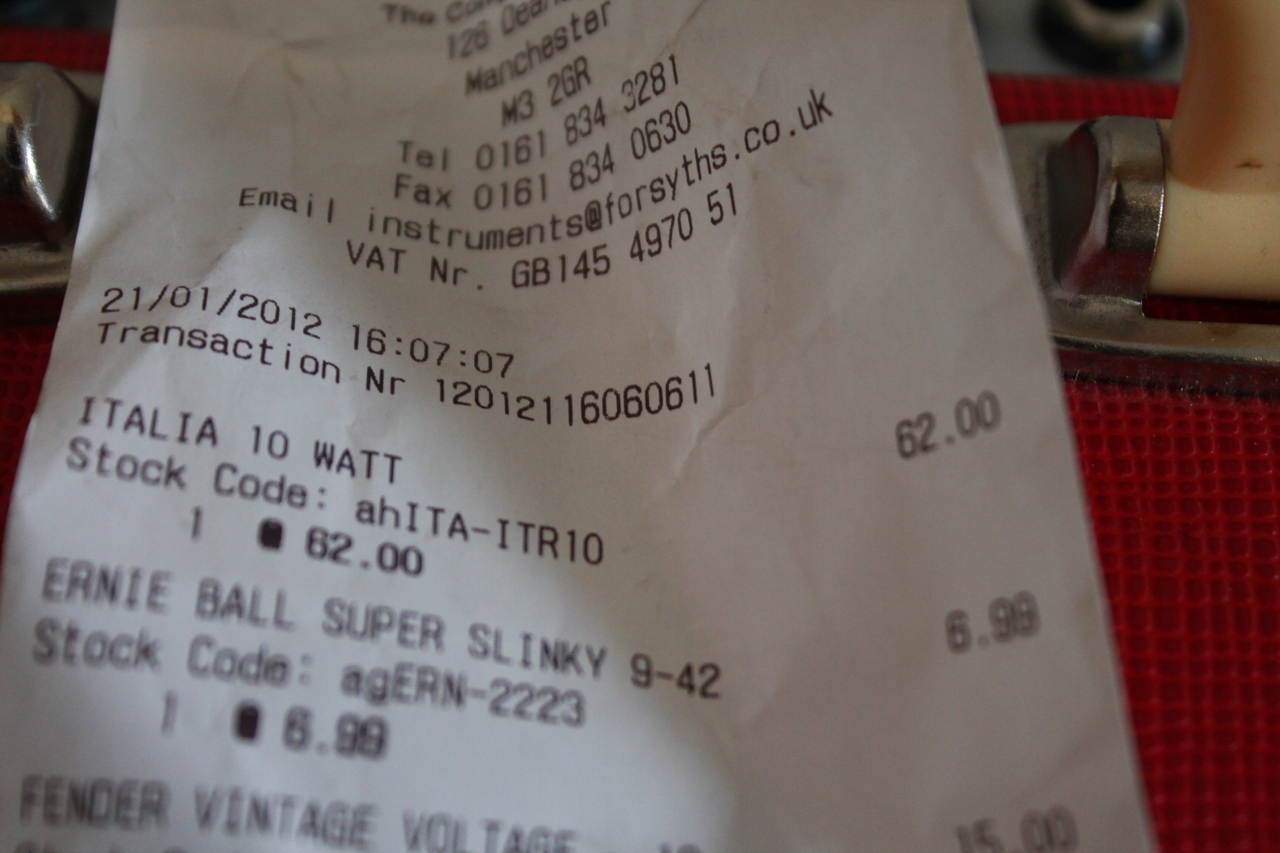 The
126
Manchester
M3 2GR
Tel 0161 834 3281
Fax 0161 834 0630
Email instruments@forsyths.co.uk
VAT Nr. GB145 4970 51
21/01/2012 16:07:07
Transaction Nr 12012116060611
ITALIA 10 WATT 62.00
Stock Code: ahITA-ITR10
1 @ 62.00
ERNIE BALL SUPER SLINKY 9-42 6.99
Stock Code: agERN-2223
1 @ 6.99
FENDER VINTAGE VOLTAGE 15.00